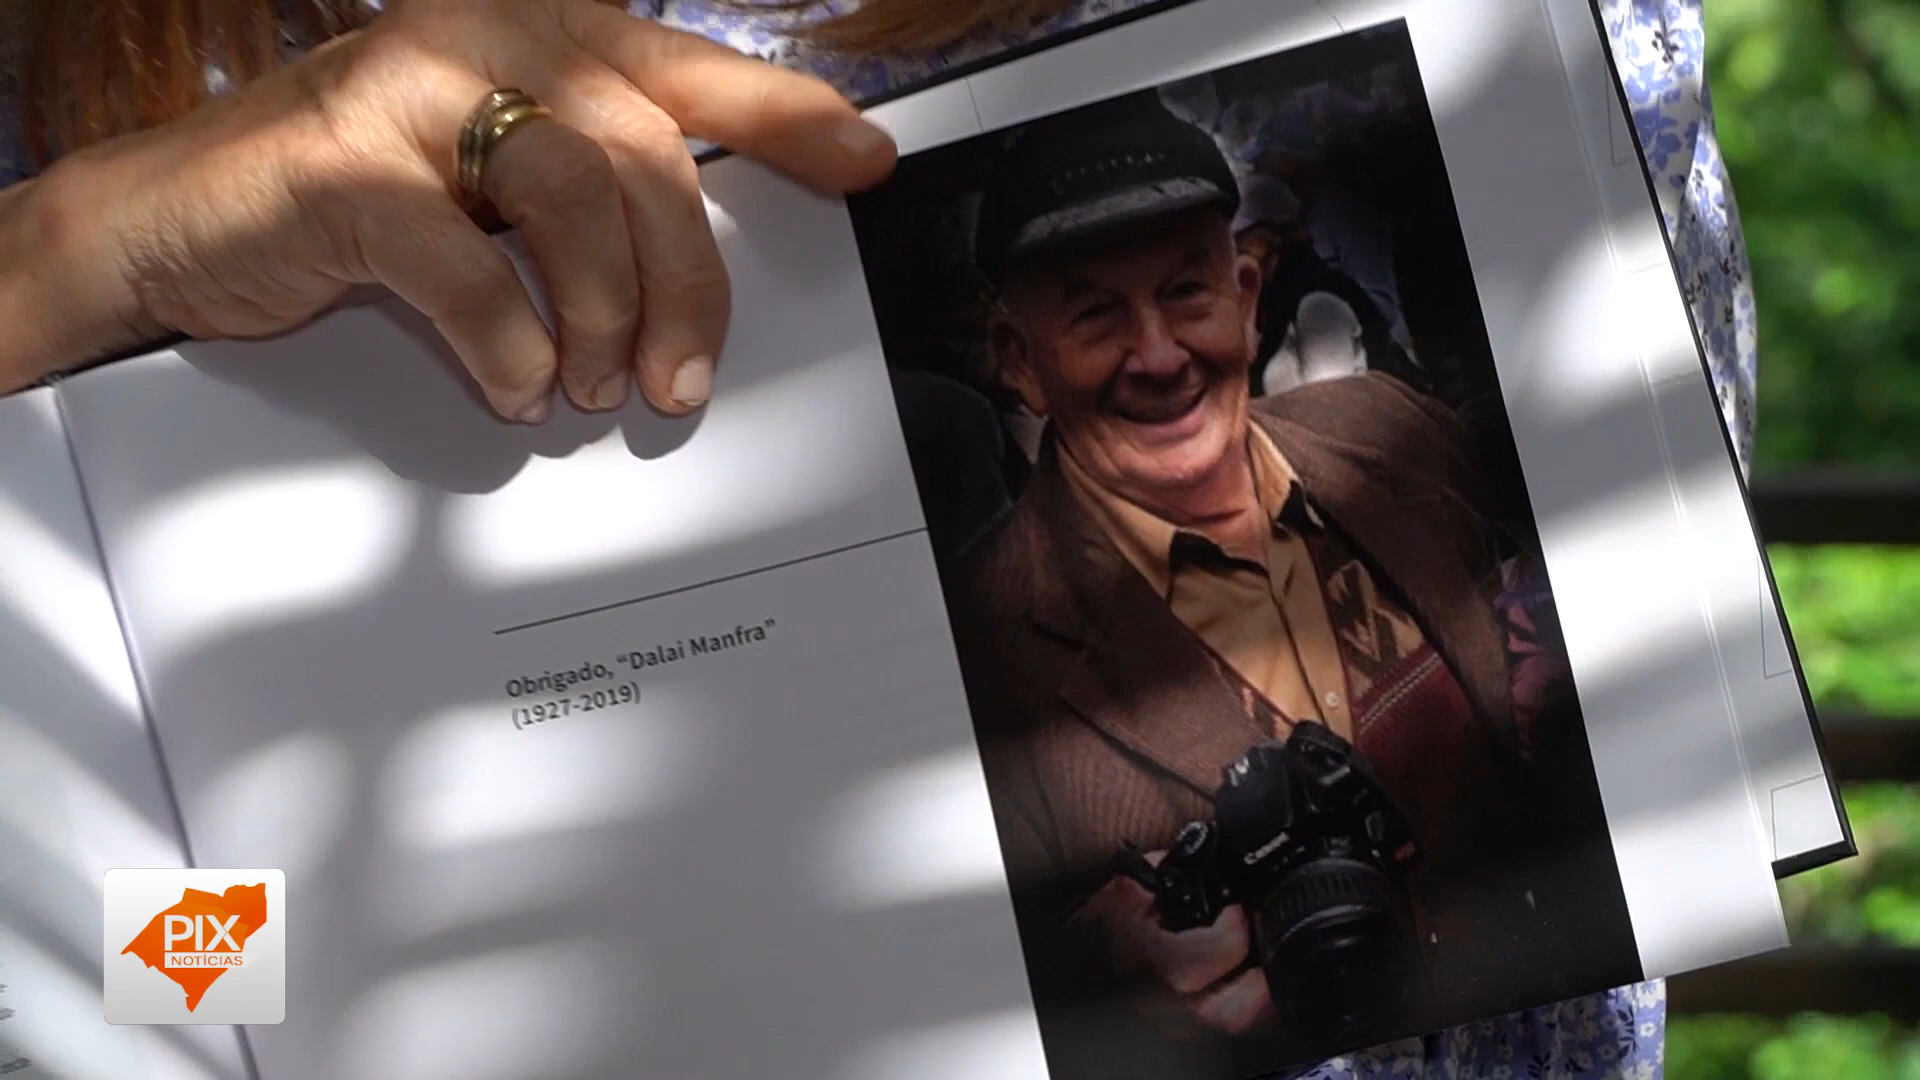 Obrigado, “Dalai Manfra”
(1927-2019)
Canon
PIX
NOTÍCIAS